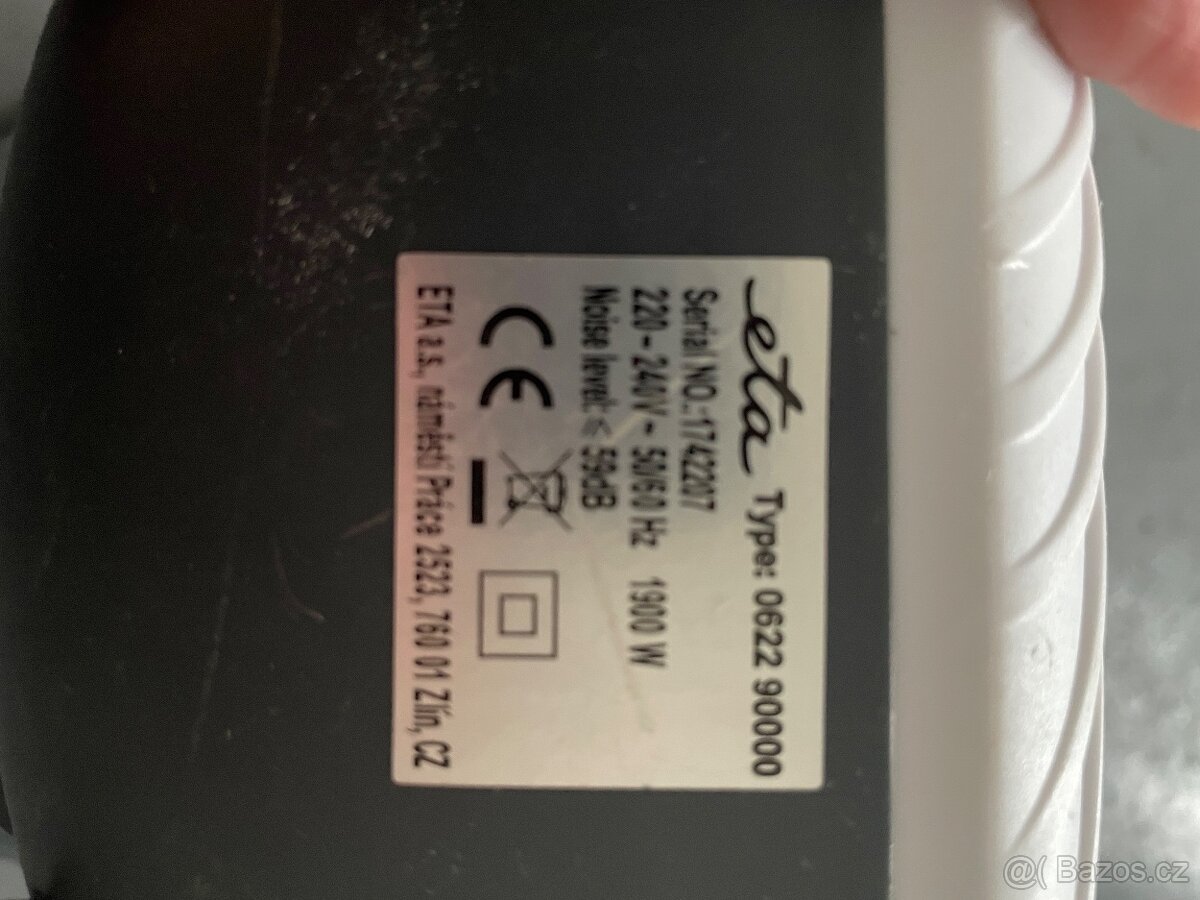 eta Type: 0622 90000
Serial NO.:1742207
220 - 240V ~ 50/60 Hz 1900 W
Noise level: ≤ 59dB
CE
ETA a.s., náměstí Práce 2523, 760 01 Zlín, CZ
@( Bazos.cz